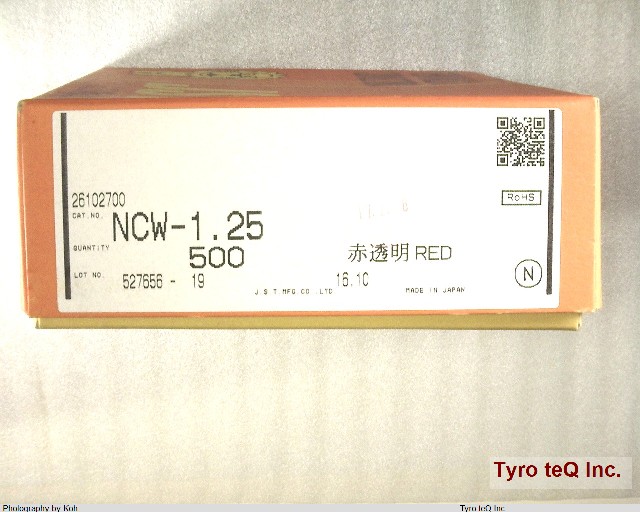 26102700
CAT.NO. NCW-1.25
QUANTITY 500
赤透明 RED
LOT NO. 527656 - 19 16.10
J.S.T.MFG.CO.,LTD MADE IN JAPAN
RoHS
N
Tyro teQ Inc.
Photography by Koh Tyro teQ Inc